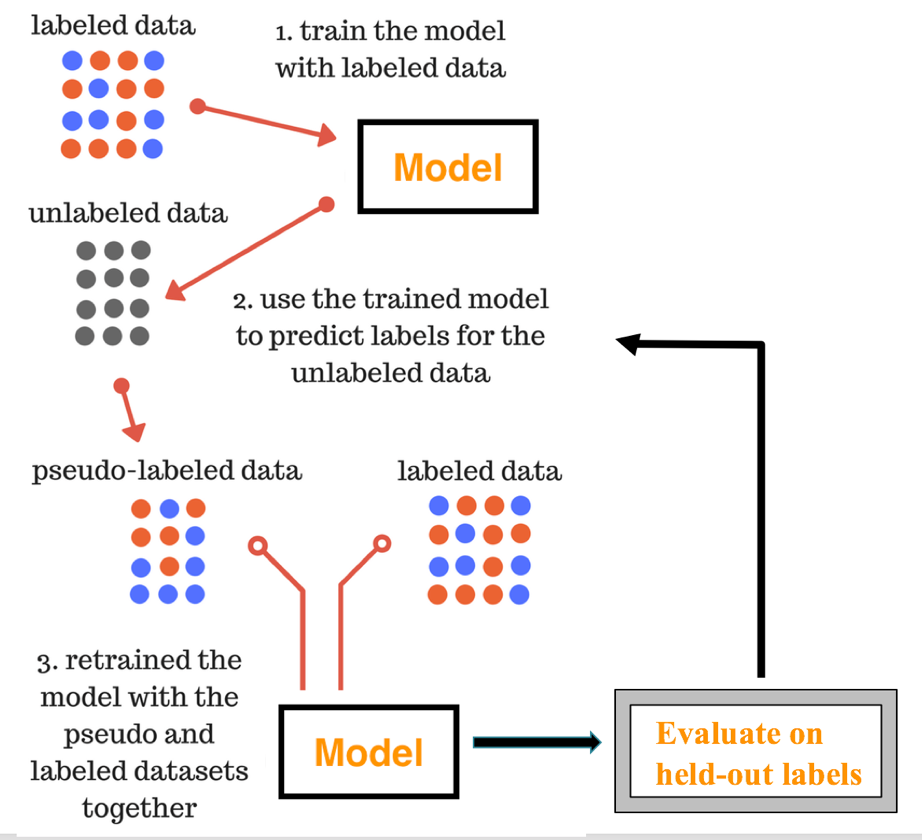 labeled data
1. train the model
with labeled data
Model
unlabeled data
2. use the trained model
to predict labels for the
unlabeled data
pseudo-labeled data
labeled data
3. retrained the
model with the
pseudo and
labeled datasets
together
Model
Evaluate on
held-out labels